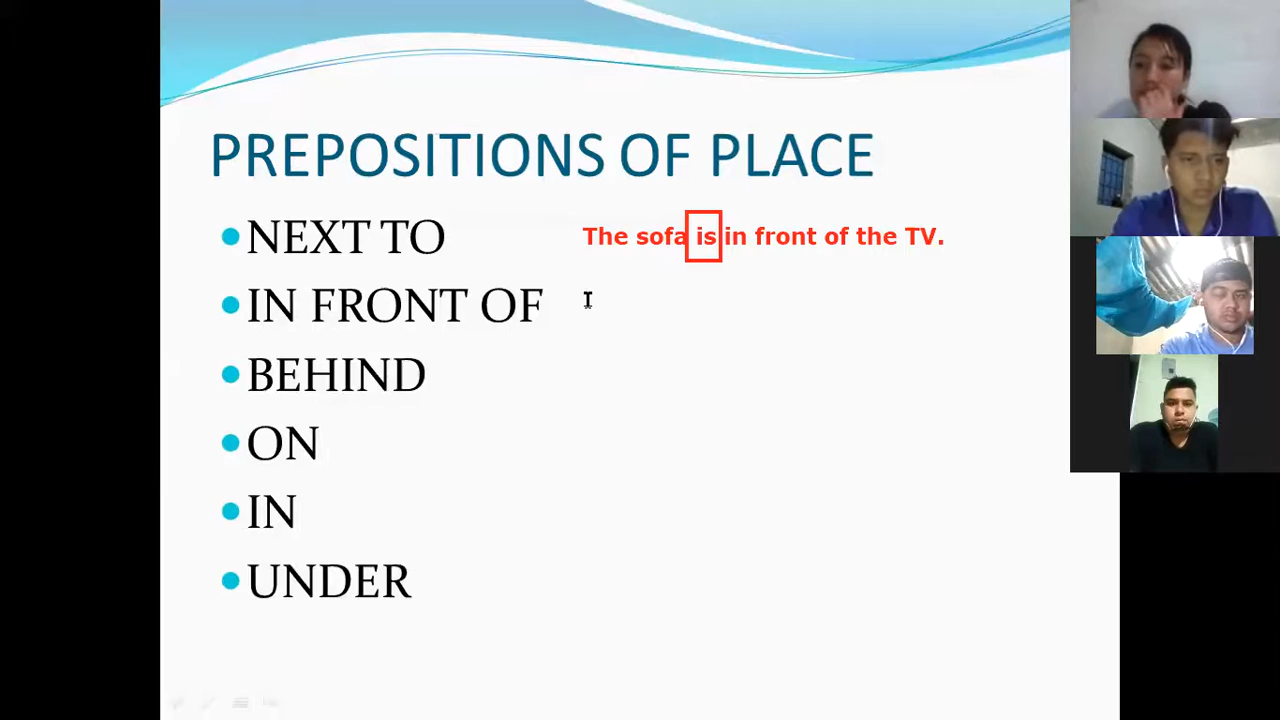 PREPOSITIONS OF PLACE
NEXT TO
The sofa is in front of the TV.
IN FRONT OF
BEHIND
ON
IN
UNDER